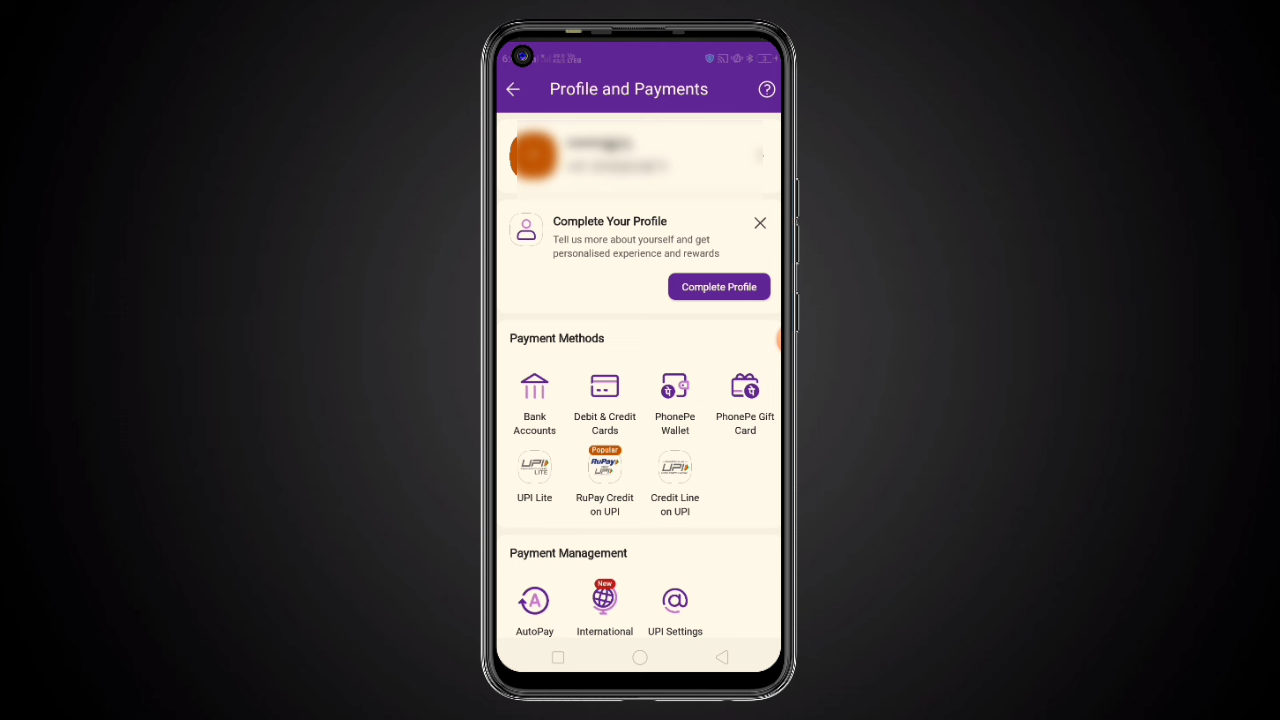 Profile and Payments
Complete Your Profile
Tell us more about yourself and get
personalised experience and rewards
Complete Profile
Payment Methods
Bank Accounts
Debit & Credit Cards
PhonePe Wallet
PhonePe Gift Card
UPI LITE
Popular
RuPay
UPI
UPI
UPI Lite
RuPay Credit on UPI
Credit Line on UPI
Payment Management
New
A
@
AutoPay
International
UPI Settings